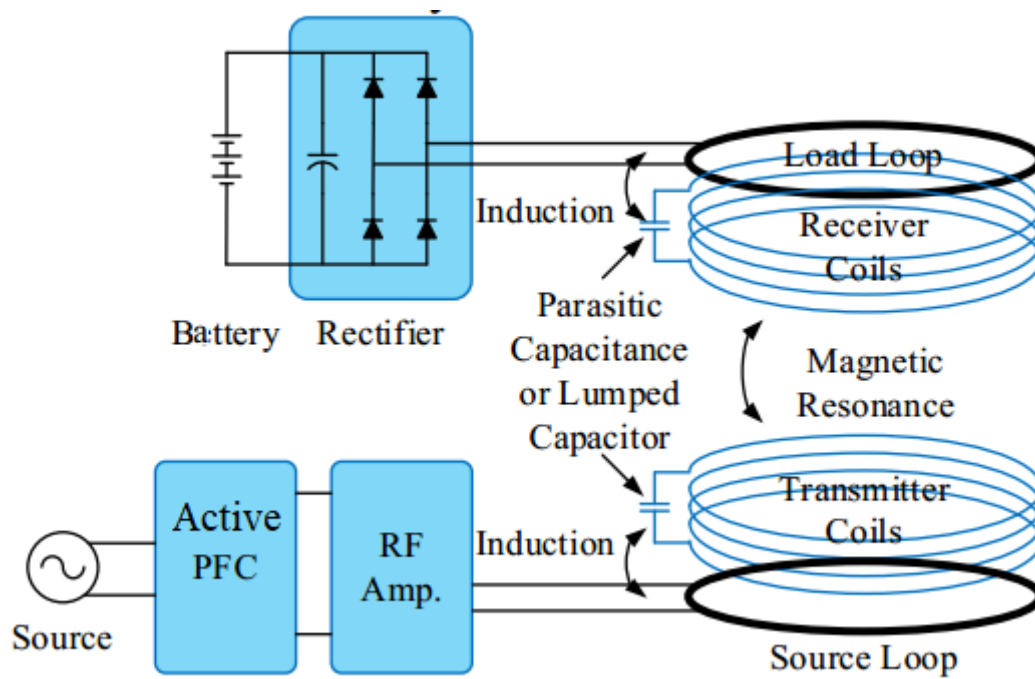 Load Loop
Induction
Receiver
Coils
Battery Rectifier
Parasitic
Capacitance
or Lumped
Capacitor
Magnetic
Resonance
Active
PFC
RF
Amp.
Induction
Transmitter
Coils
Source
Source Loop